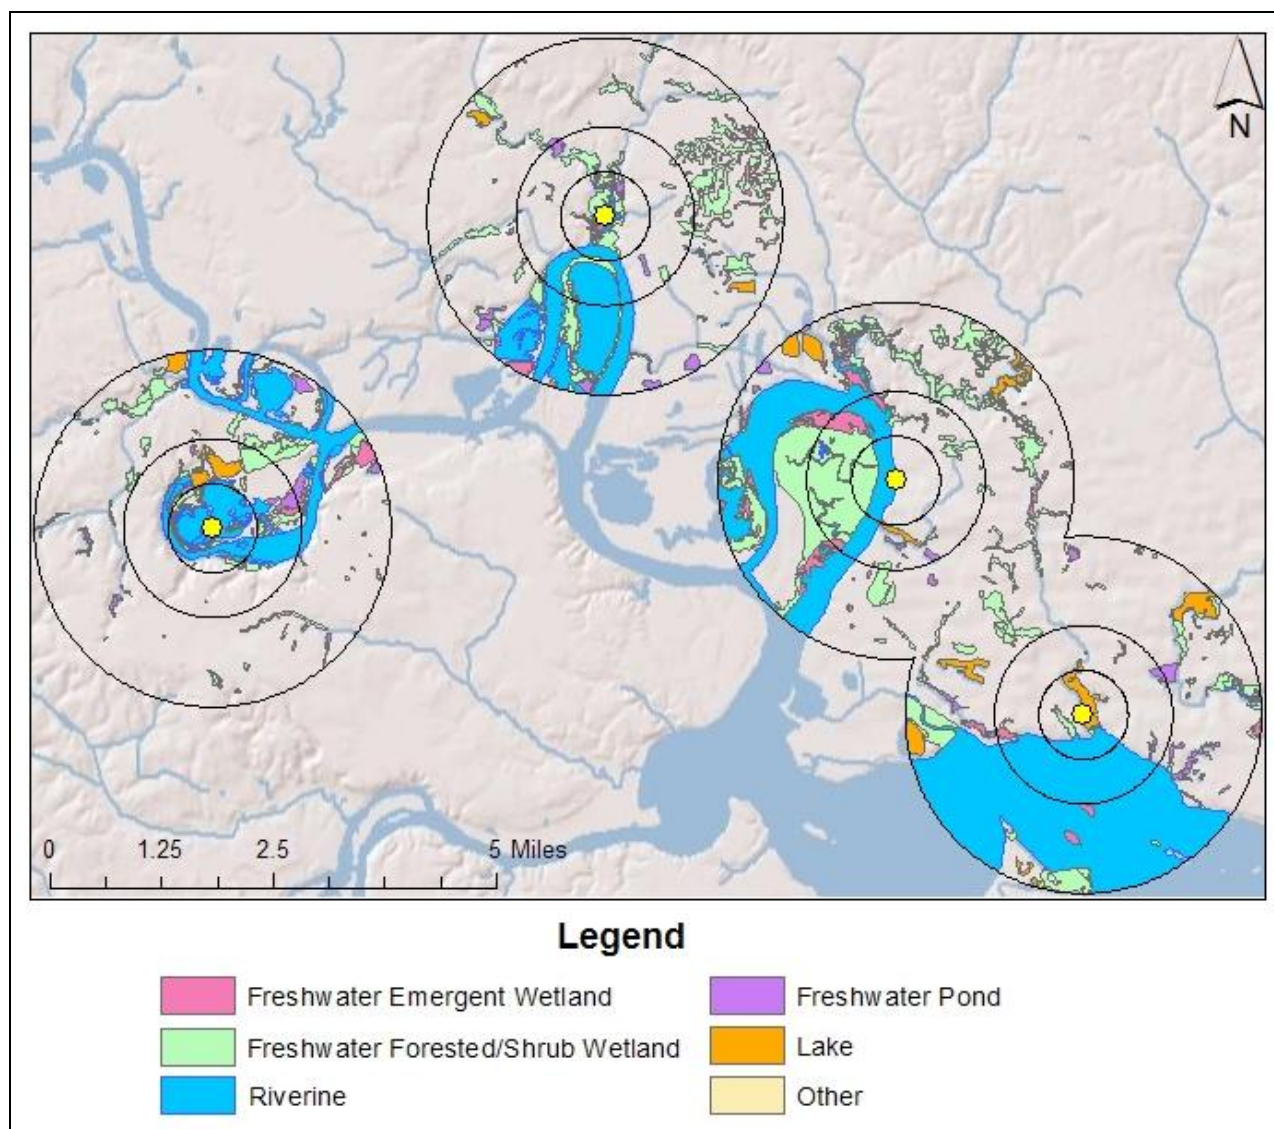 N
0 1.25 2.5 5 Miles
Legend
Freshwater Emergent Wetland
Freshwater Pond
Freshwater Forested/Shrub Wetland
Lake
Riverine
Other